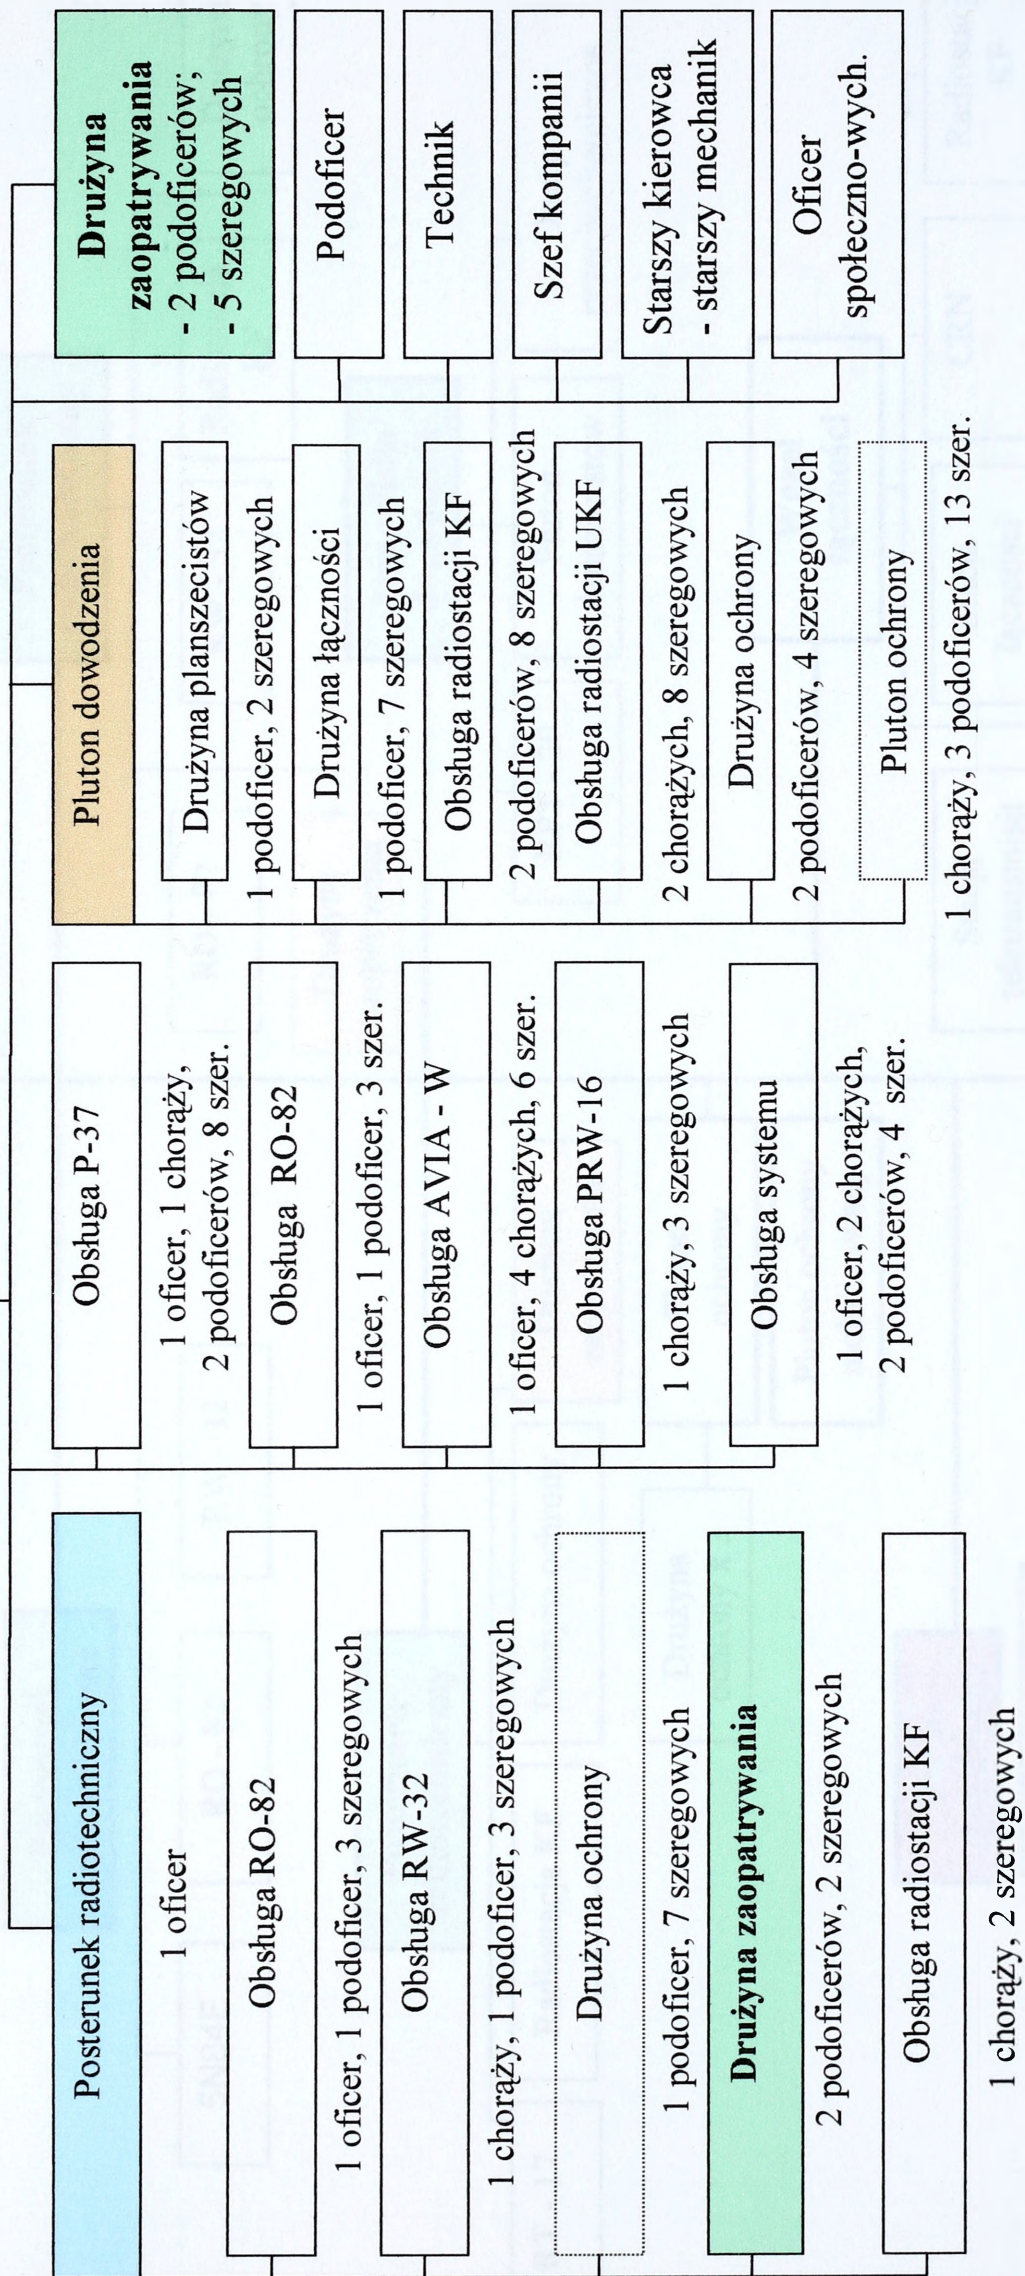 Posterunek radiotechniczny
1 oficer
Obsługa RO-82
1 oficer, 1 podoficer, 3 szeregowych
Obsługa RW-32
1 chorąży, 1 podoficer, 3 szeregowych
Drużyna ochrony
1 podoficer, 7 szeregowych
Drużyna zaopatrywania
2 podoficerów, 2 szeregowych
Obsługa radiostacji KF
1 chorąży, 2 szeregowych
Obsługa P-37
1 oficer, 1 chorąży,
2 podoficerów, 8 szer.
Obsługa RO-82
1 oficer, 1 podoficer, 3 szer.
Obsługa AVIA - W
1 oficer, 4 chorążych, 6 szer.
Obsługa PRW-16
1 chorąży, 3 szeregowych
Obsługa systemu
1 oficer, 2 chorążych,
2 podoficerów, 4 szer.
Pluton dowodzenia
Drużyna planszecistów
1 podoficer, 2 szeregowych
Drużyna łączności
1 podoficer, 7 szeregowych
Obsługa radiostacji KF
2 podoficerów, 8 szeregowych
Obsługa radiostacji UKF
2 chorążych, 8 szeregowych
Drużyna ochrony
2 podoficerów, 4 szeregowych
Pluton ochrony
1 chorąży, 3 podoficerów, 13 szer.
Drużyna
zaopatrywania
- 2 podoficerów;
- 5 szeregowych
Podoficer
Technik
Szef kompanii
Starszy kierowca
- starszy mechanik
Oficer
społeczno-wych.